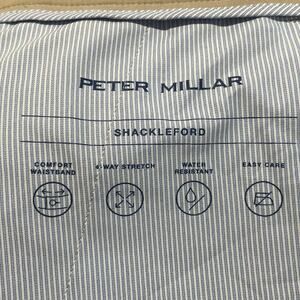 PETER MILLAR
SHACKLEFORD
COMFORT WAISTBAND
4-WAY STRETCH
WATER RESISTANT
EASY CARE